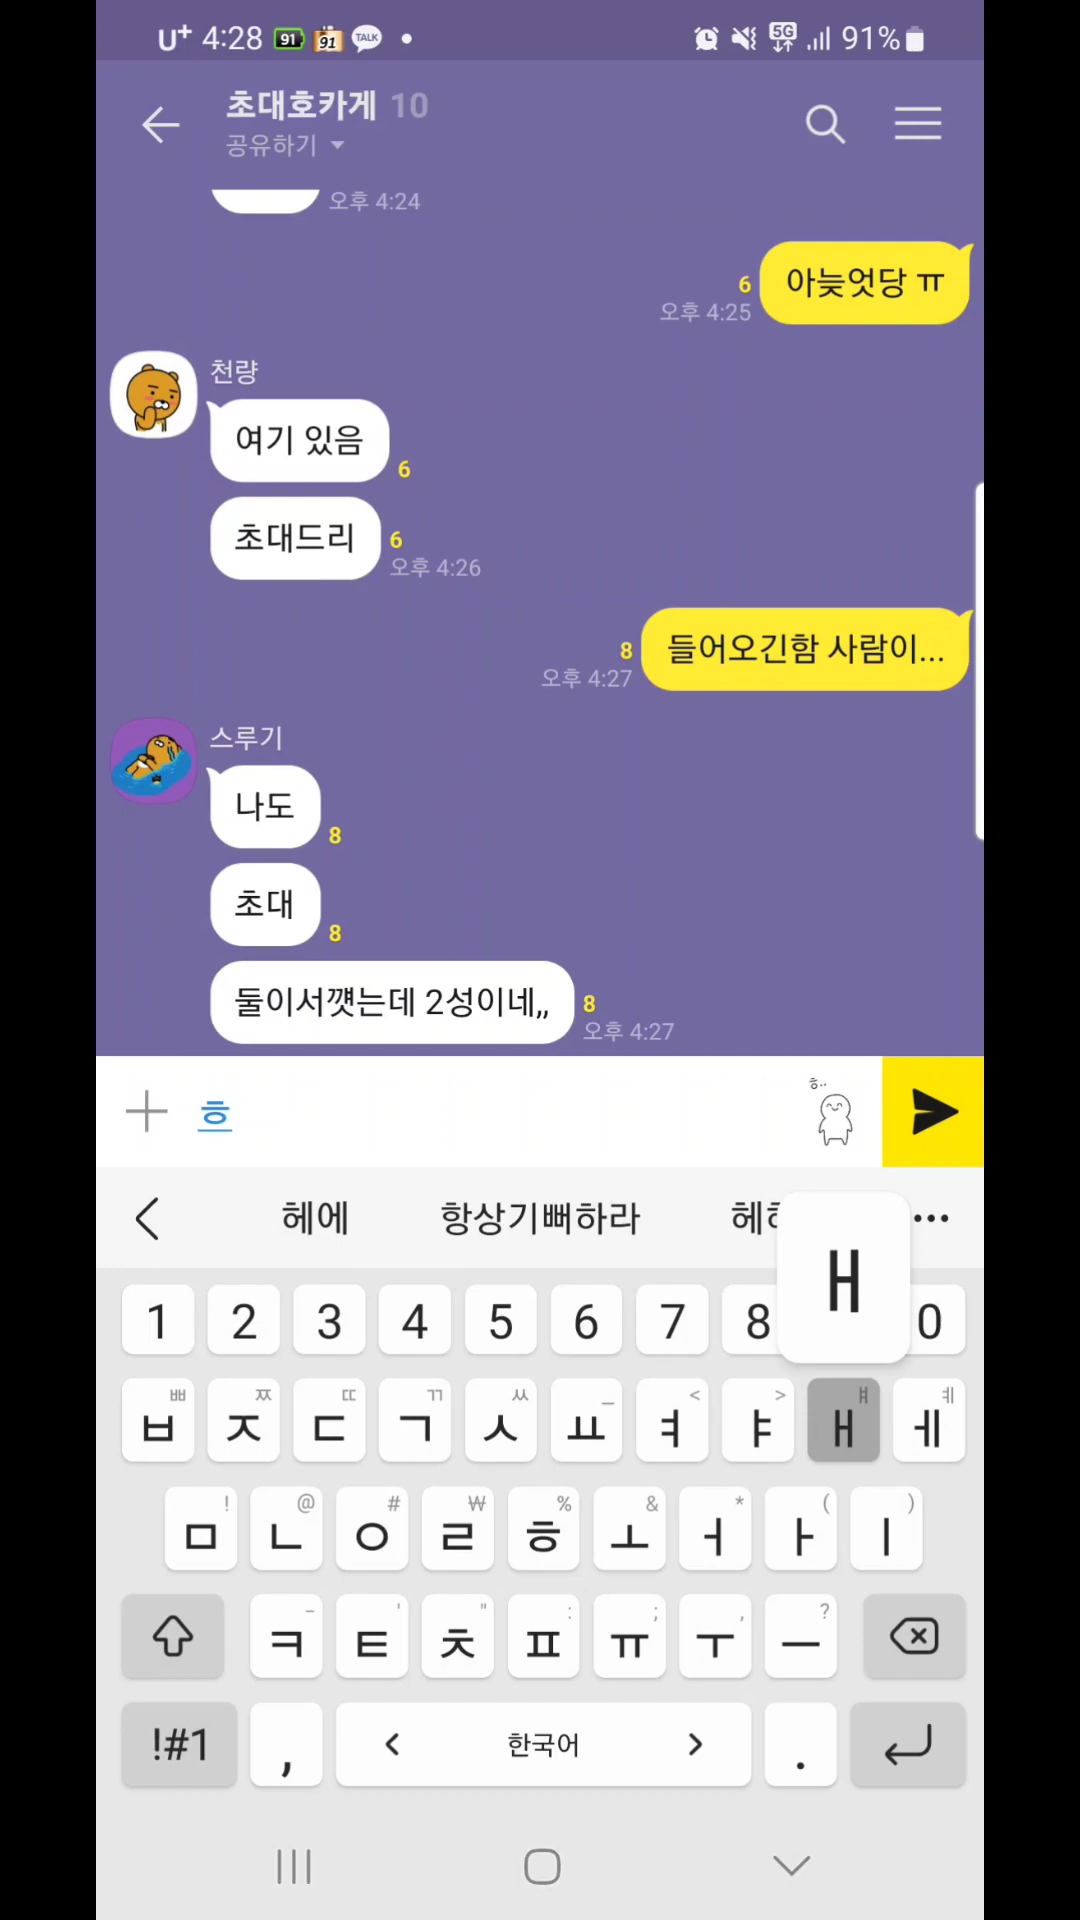 U⁺ 4:28 91 91 TALK 5G 91%
초대호카게 10
공유하기
오후 4:24
아늦엇당 ㅠ
6
오후 4:25
천량
여기 있음
6
초대드리
6
오후 4:26
들어오긴함 사람이...
8
오후 4:27
스루기
나도
8
초대
8
둘이서꺳는데 2성이네,,
8
오후 4:27
ㅎ
ㅎ..
헤에 항상기뻐하라
ㅐ
1 2 3 4 5 6 7 8 0
ㅃ ㅉ ㄸ ㄲ ㅆ _ < > ㅒ ㅖ
ㅂ ㅈ ㄷ ㄱ ㅅ ㅛ ㅕ ㅑ ㅐ ㅔ
! @ # ₩ % & * ( )
ㅁ ㄴ ㅇ ㄹ ㅎ ㅗ ㅓ ㅏ ㅣ
- ' " : ; , ?
ㅋ ㅌ ㅊ ㅍ ㅠ ㅜ ㅡ
!#1 , < 한국어 > .